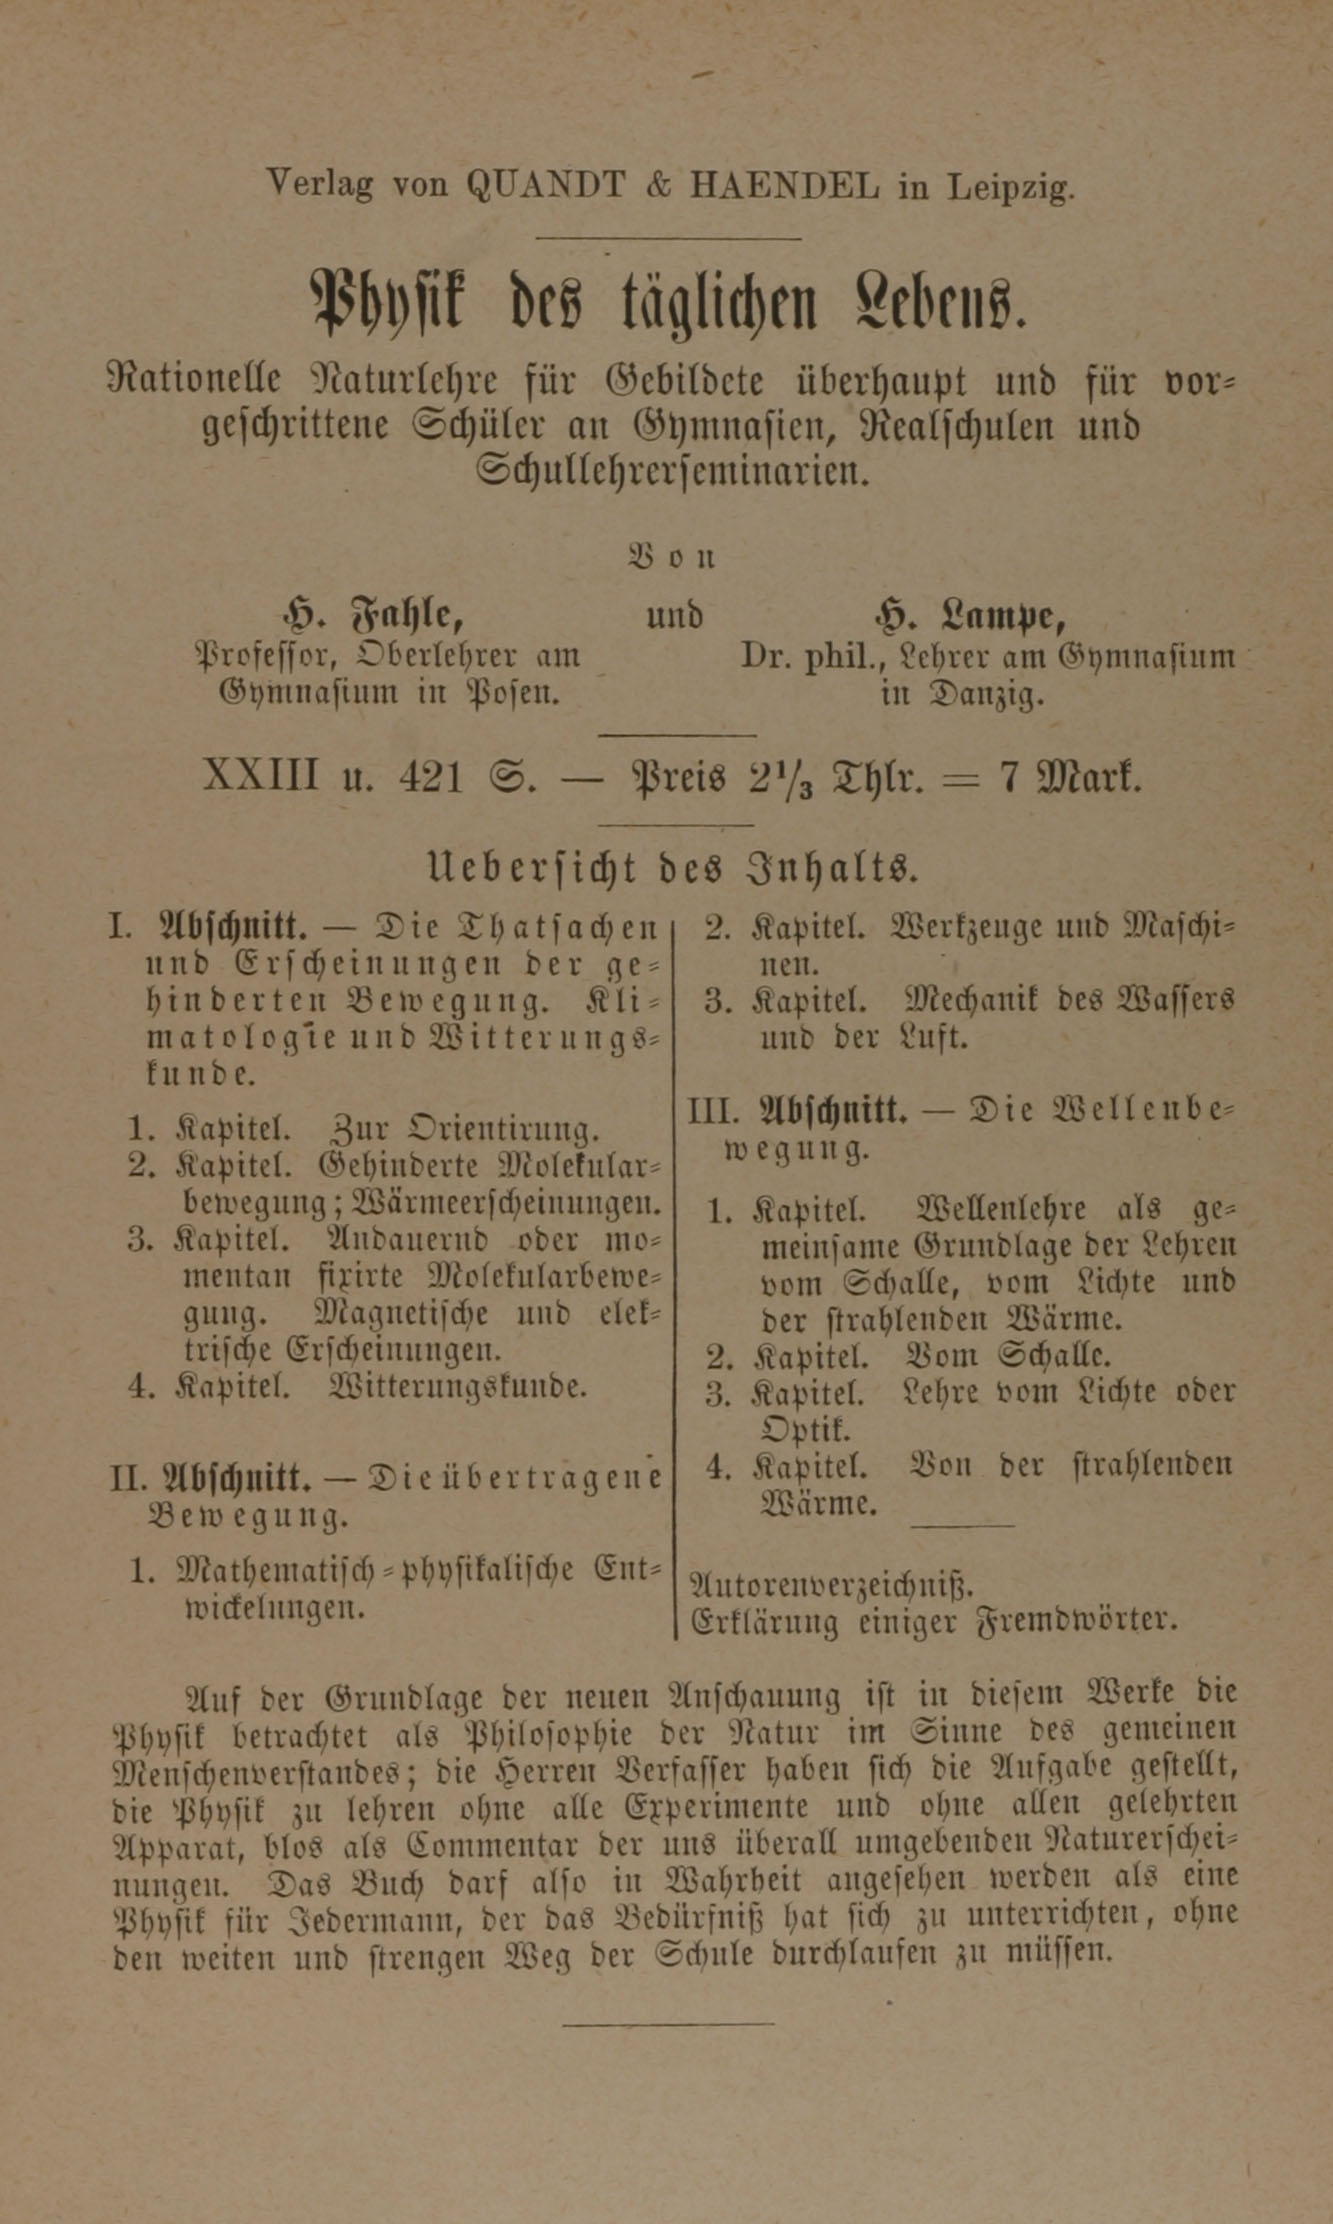 Verlag von QUANDT & HAENDEL in Leipzig.
Physik des täglichen Lebens.
Rationelle Naturlehre für Gebildete überhaupt und für vor-
geschrittene Schüler an Gymnasien, Realschulen und
Schullehrerseminarien.
Von
H. Fahle, und H. Lampe,
Professor, Oberlehrer am
Gymnasium in Posen.
Dr. phil., Lehrer am Gymnasium
in Danzig.
XXIII u. 421 S. — Preis 2 1/3 Thlr. = 7 Mark.
Uebersicht des Inhalts.
I. Abschnitt. — Die Thatsachen
und Erscheinungen der ge-
hinderten Bewegung. Kli-
matologie und Witterungs-
kunde.
1. Kapitel. Zur Orientirung.
2. Kapitel. Gehinderte Molekular-
bewegung; Wärmeerscheinungen.
3. Kapitel. Andauernd oder mo-
mentan fixirte Molekularbewe-
gung. Magnetische und elek-
trische Erscheinungen.
4. Kapitel. Witterungskunde.
II. Abschnitt. — Die übertragene
Bewegung.
1. Mathematisch-physikalische Ent-
wickelungen.
2. Kapitel. Werkzeuge und Maschi-
nen.
3. Kapitel. Mechanik des Wassers
und der Luft.
III. Abschnitt. — Die Wellenbe-
wegung.
1. Kapitel. Wellenlehre als ge-
meinsame Grundlage der Lehren
vom Schalle, vom Lichte und
der strahlenden Wärme.
2. Kapitel. Vom Schalle.
3. Kapitel. Lehre vom Lichte oder
Optik.
4. Kapitel. Von der strahlenden
Wärme.
Autorenverzeichniß.
Erklärung einiger Fremdwörter.
Auf der Grundlage der neuen Anschauung ist in diesem Werke die
Physik betrachtet als Philosophie der Natur im Sinne des gemeinen
Menschenverstandes; die Herren Verfasser haben sich die Aufgabe gestellt,
die Physik zu lehren ohne alle Experimente und ohne allen gelehrten
Apparat, blos als Commentar der uns überall umgebenden Naturerschei-
nungen. Das Buch darf also in Wahrheit angesehen werden als eine
Physik für Jedermann, der das Bedürfniß hat sich zu unterrichten, ohne
den weiten und strengen Weg der Schule durchlaufen zu müssen.